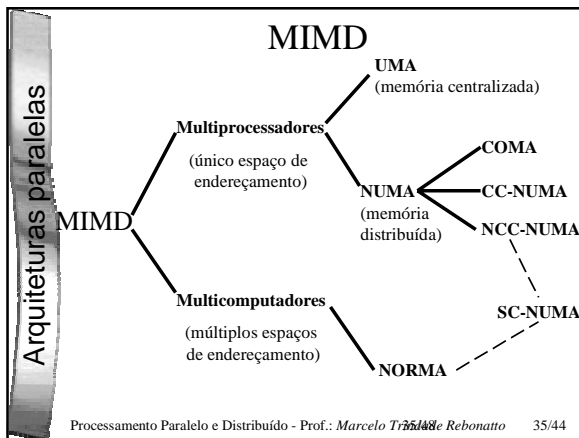 MIMD
Arquiteturas paralelas
UMA
(memória centralizada)
Multiprocessadores
(único espaço de
endereçamento)
COMA
NUMA
(memória
distribuída)
CC-NUMA
NCC-NUMA
MIMD
SC-NUMA
Multicomputadores
(múltiplos espaços
de endereçamento)
NORMA
Processamento Paralelo e Distribuído - Prof.: Marcelo Rebonatto 35/44